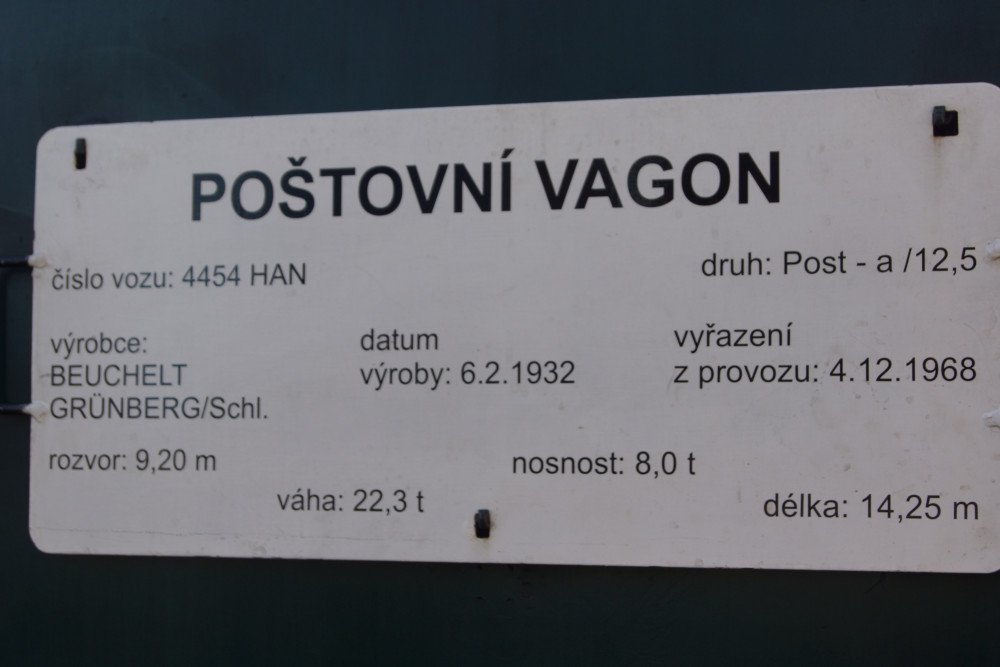 POŠTOVNÍ VAGON
číslo vozu: 4454 HAN
druh: Post - a /12,5
výrobce:
BEUCHELT
GRÜNBERG/Schl.
datum
výroby: 6.2.1932
vyřazení
z provozu: 4.12.1968
rozvor: 9,20 m
nosnost: 8,0 t
váha: 22,3 t
délka: 14,25 m